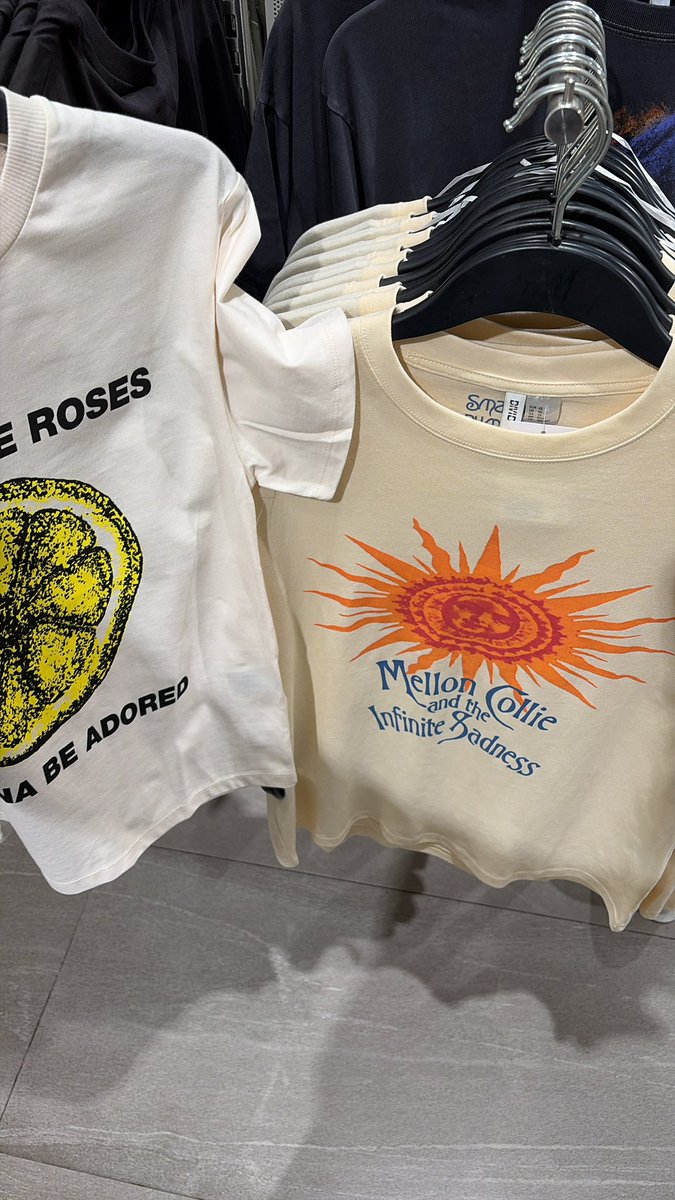 E ROSES
NA BE ADORED
Mellon Collie
and the
Infinite Sadness